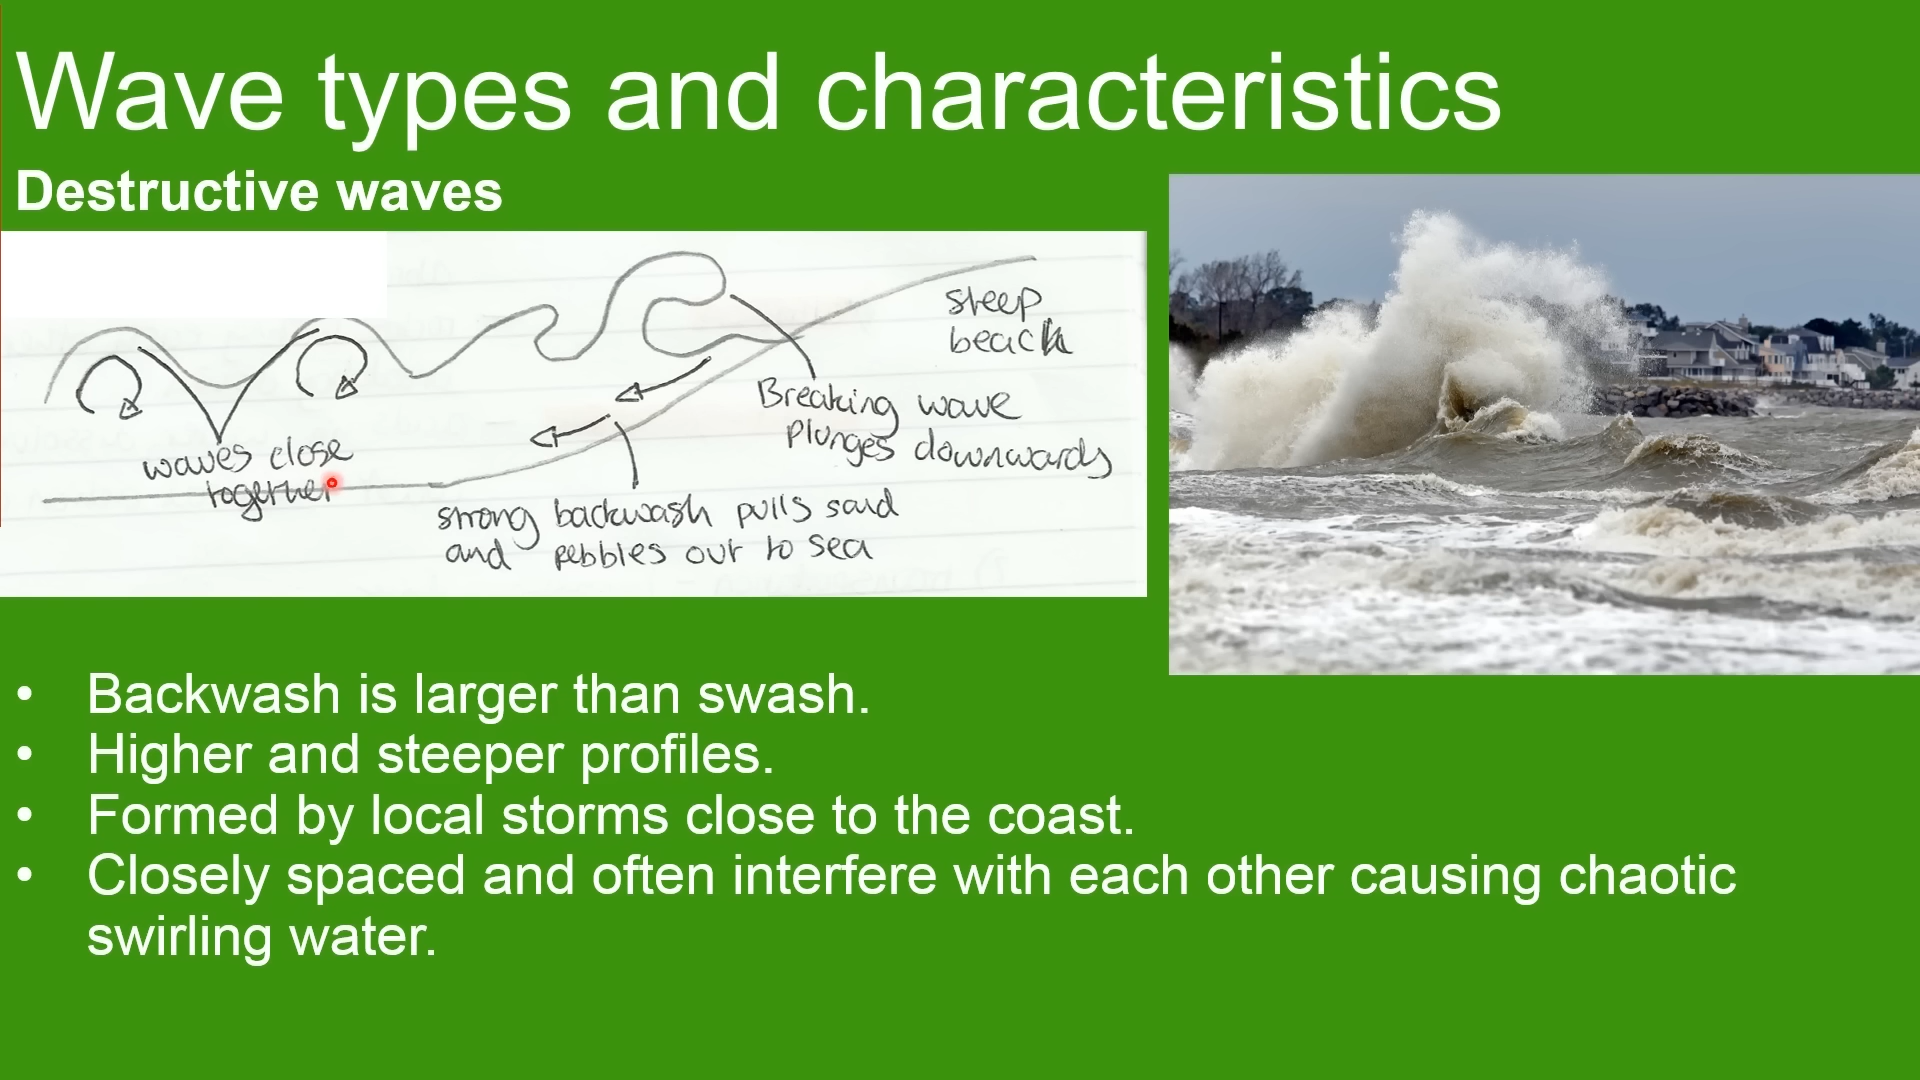 Wave types and characteristics
Destructive waves
steep
beach
Breaking wave
plunges downwards
waves close
together
strong backwash pulls sand
and pebbles out to sea
• Backwash is larger than swash.
• Higher and steeper profiles.
• Formed by local storms close to the coast.
• Closely spaced and often interfere with each other causing chaotic
swirling water.